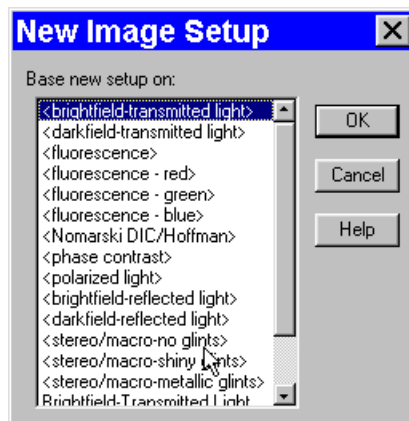 New Image Setup
Base new setup on:
<brightfield-transmitted light>
<darkfield-transmitted light>
<fluorescence>
<fluorescence - red>
<fluorescence - green>
<fluorescence - blue>
<Nomarski DIC/Hoffman>
<phase contrast>
<polarized light>
<brightfield-reflected light>
<darkfield-reflected light>
<stereo/macro-no glints>
<stereo/macro-shiny glints>
<stereo/macro-metallic glints>
Brightfield-Transmitted Light
OK
Cancel
Help